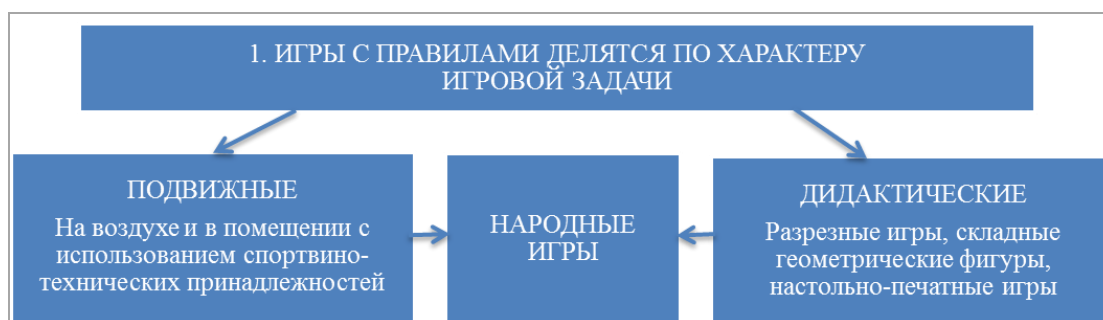 1. ИГРЫ С ПРАВИЛАМИ ДЕЛЯТСЯ ПО ХАРАКТЕРУ
ИГРОВОЙ ЗАДАЧИ
ПОДВИЖНЫЕ
На воздухе и в помещении с
использованием спортвино-
технических принадлежностей
НАРОДНЫЕ
ИГРЫ
ДИДАКТИЧЕСКИЕ
Разрезные игры, складные
геометрические фигуры,
настольно-печатные игры